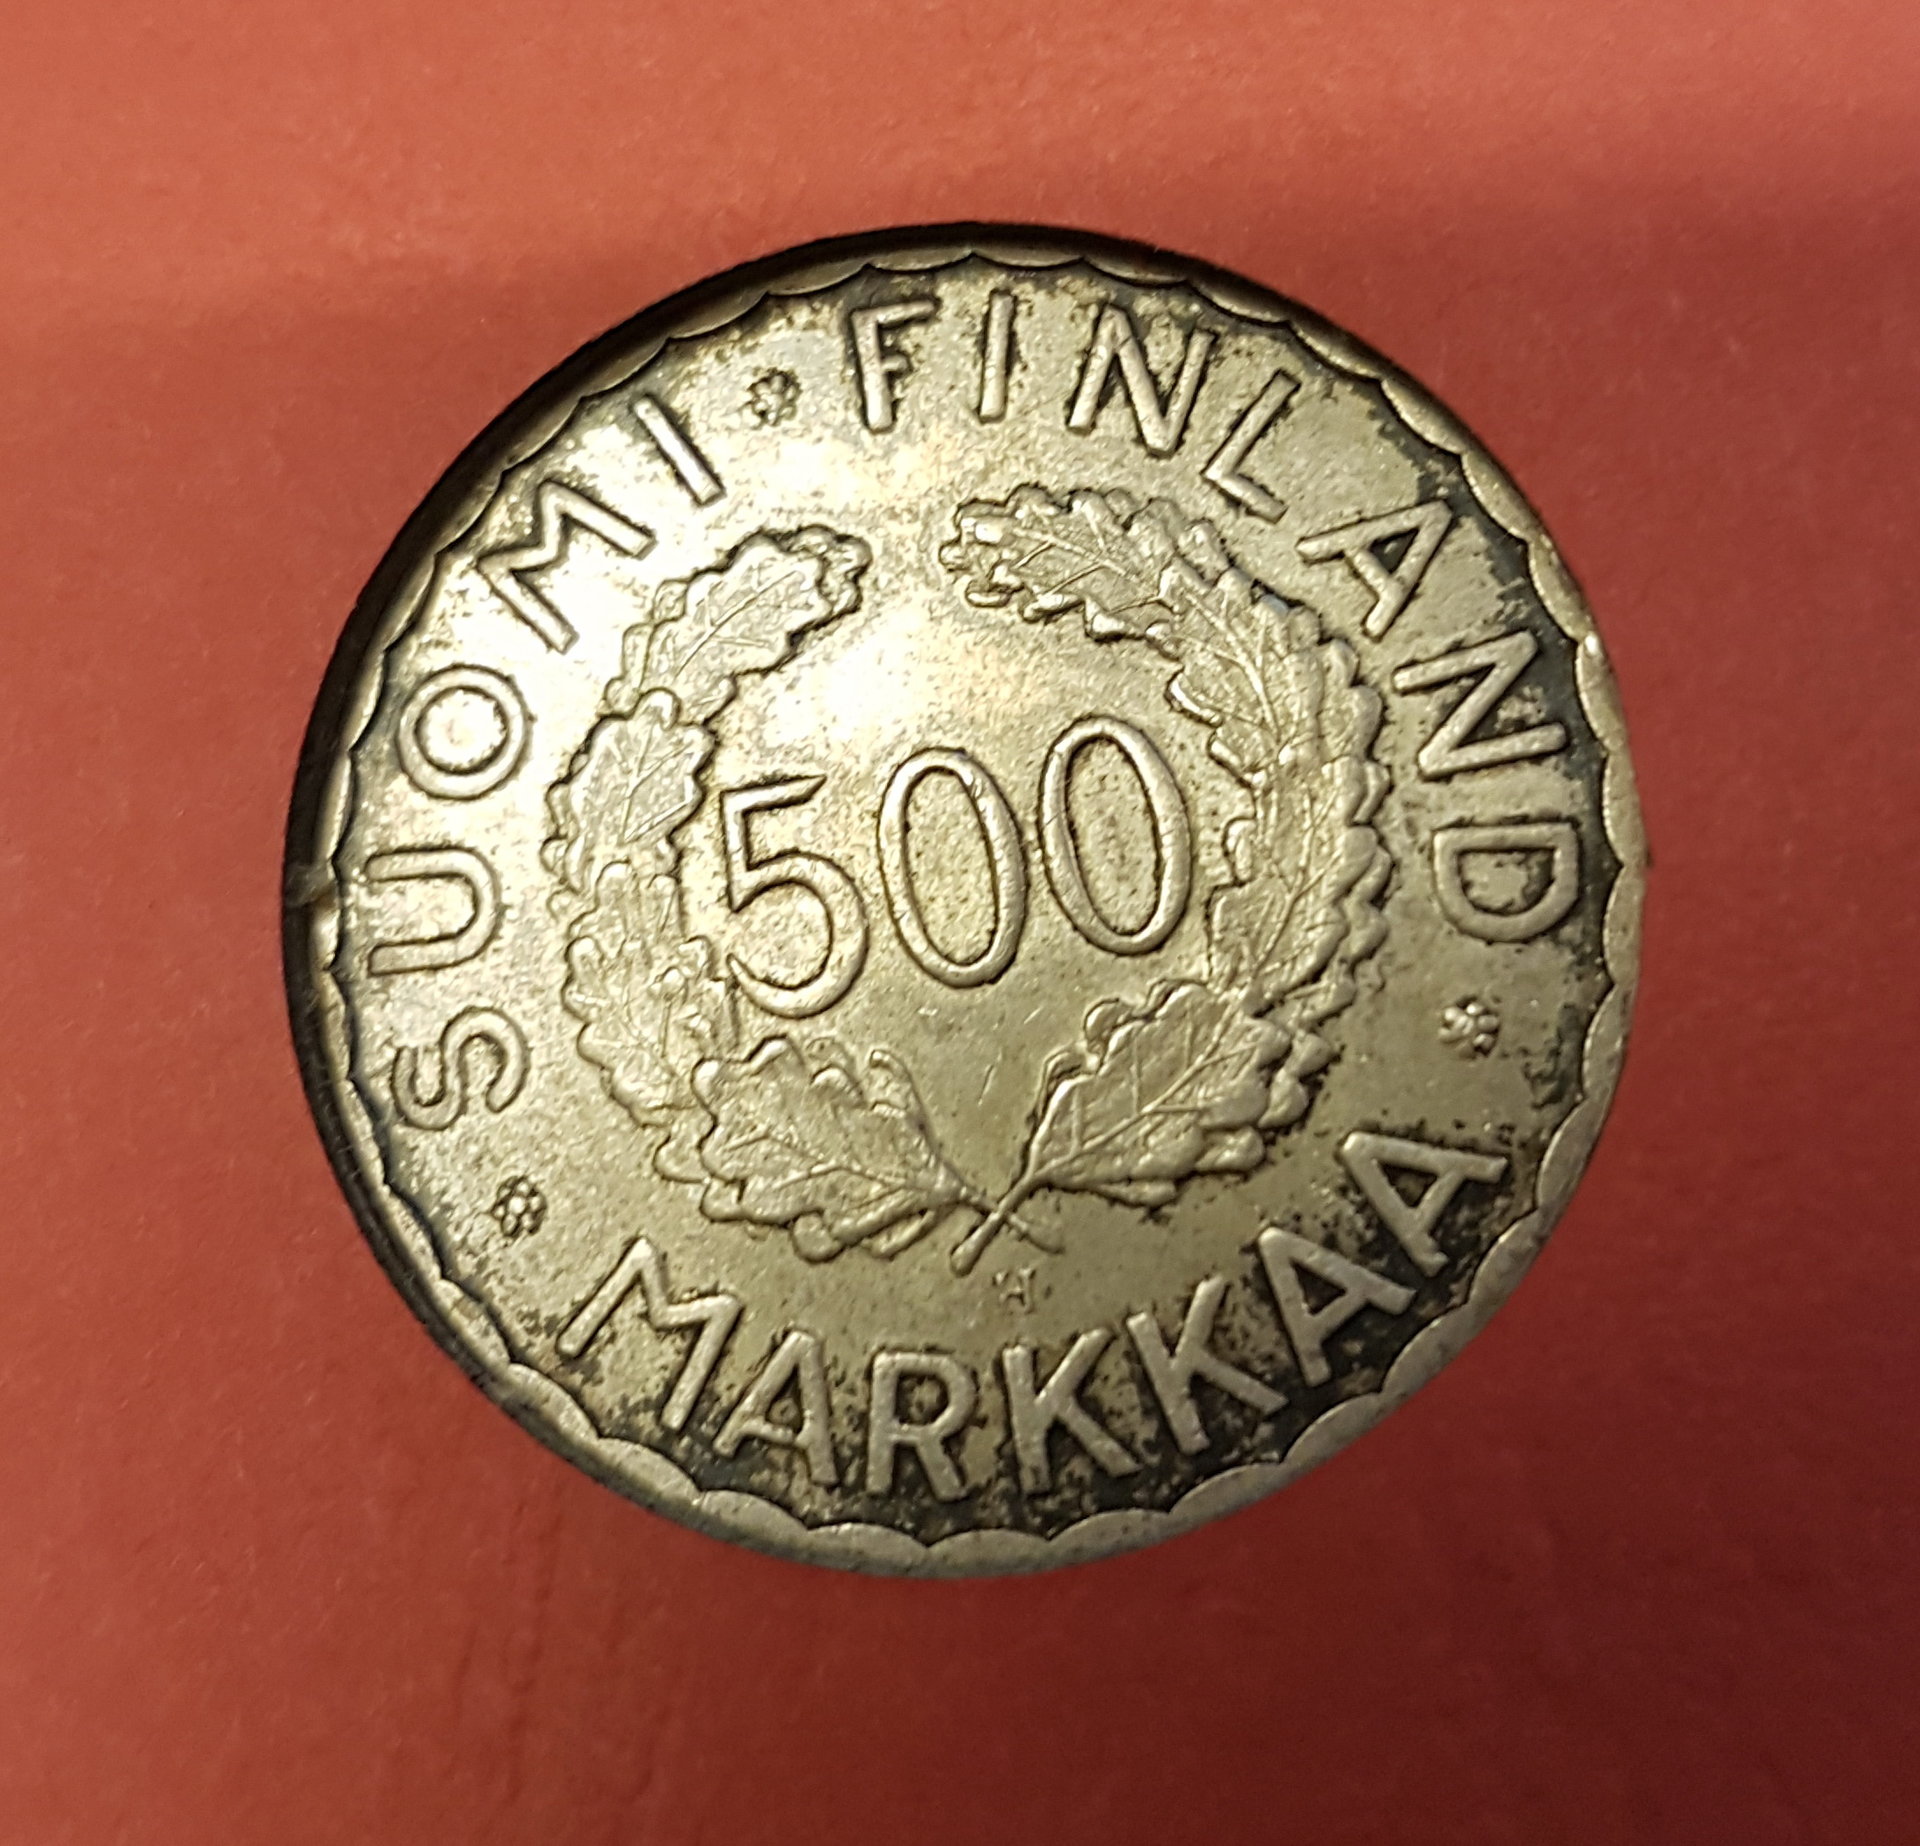 SUOMI · FINLAND
500
MARKKAA
H